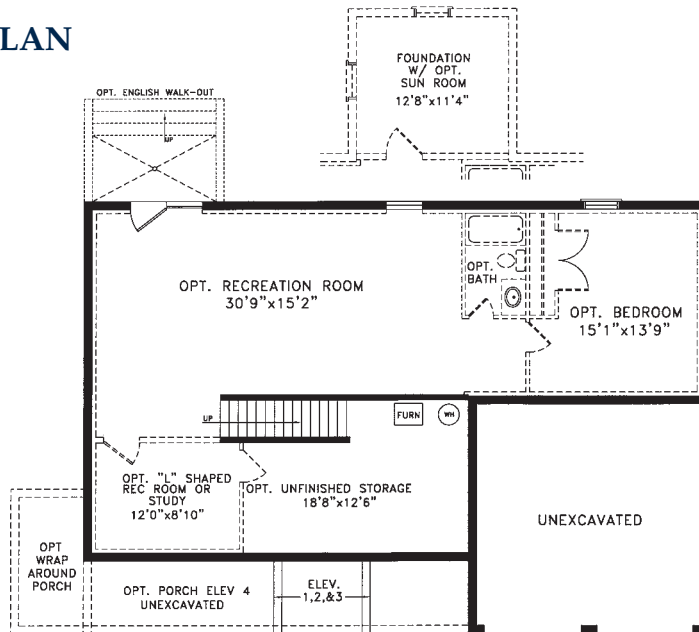 LAN
FOUNDATION
W/ OPT.
SUN ROOM
12'8"x11'4"
OPT. ENGLISH WALK-OUT
UP
OPT. RECREATION ROOM
30'9"x15'2"
OPT.
BATH
OPT. BEDROOM
15'1"x13'9"
UP
FURN
WH
OPT. "L" SHAPED
REC ROOM OR
STUDY
12'0"x8'10"
OPT. UNFINISHED STORAGE
18'8"x12'6"
UNEXCAVATED
OPT
WRAP
AROUND
PORCH
OPT. PORCH ELEV 4
UNEXCAVATED
ELEV.
1,2,&3